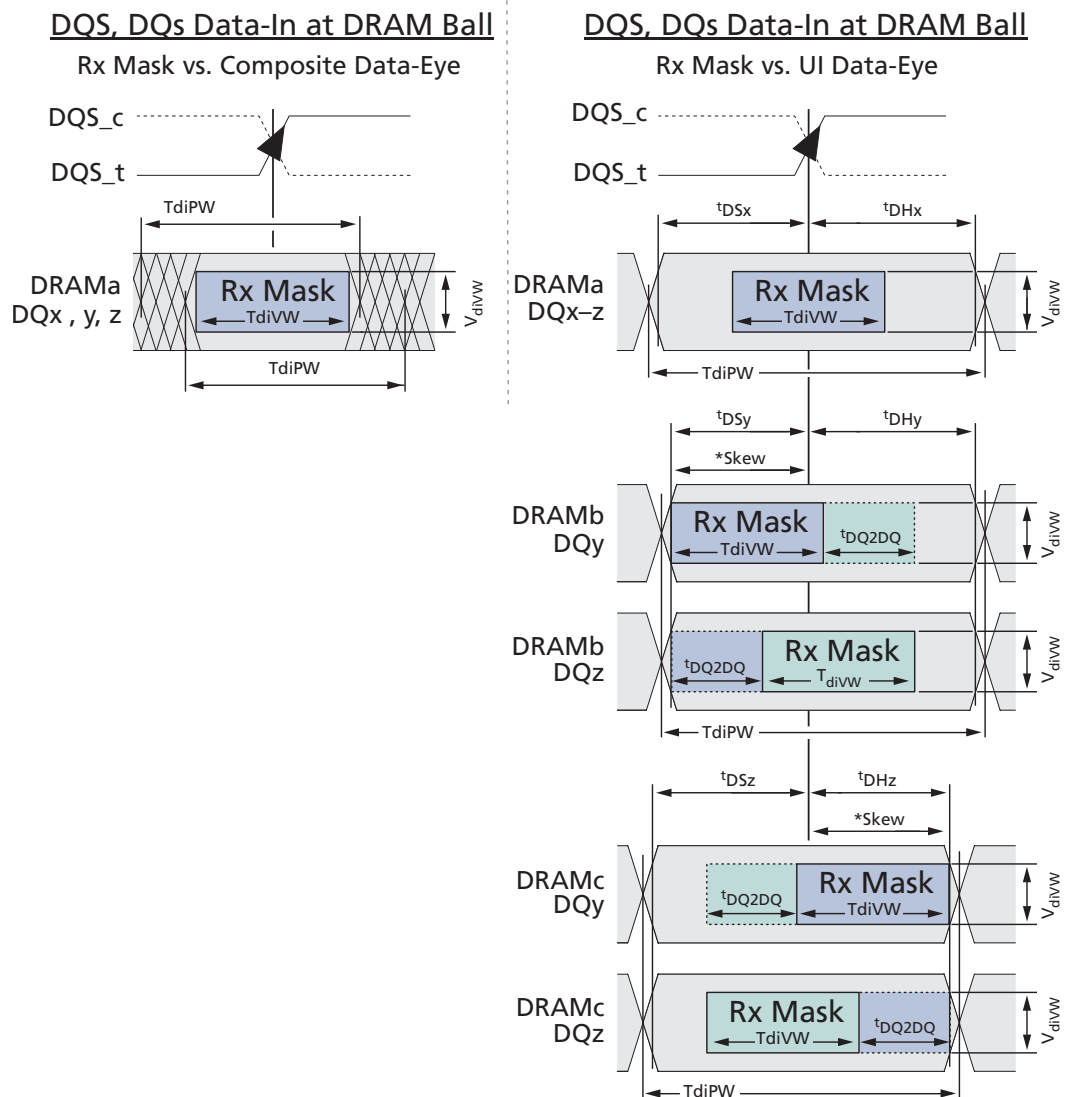 DQS, DQs Data-In at DRAM Ball
Rx Mask vs. Composite Data-Eye
DQS_c
DQS_t
TdiPW
DRAMa
DQx , y, z
Rx Mask
TdiVW
VdiVW
TdiPW
DQS, DQs Data-In at DRAM Ball
Rx Mask vs. UI Data-Eye
DQS_c
DQS_t
tDSx
tDHx
DRAMa
DQx–z
Rx Mask
TdiVW
VdiVW
TdiPW
tDSy
tDHy
*Skew
DRAMb
DQy
Rx Mask
TdiVW
tDQ2DQ
VdiVW
DRAMb
DQz
tDQ2DQ
Rx Mask
TdiVW
VdiVW
TdiPW
tDSz
tDHz
*Skew
DRAMc
DQy
tDQ2DQ
Rx Mask
TdiVW
VdiVW
DRAMc
DQz
Rx Mask
TdiVW
tDQ2DQ
VdiVW
TdiPW